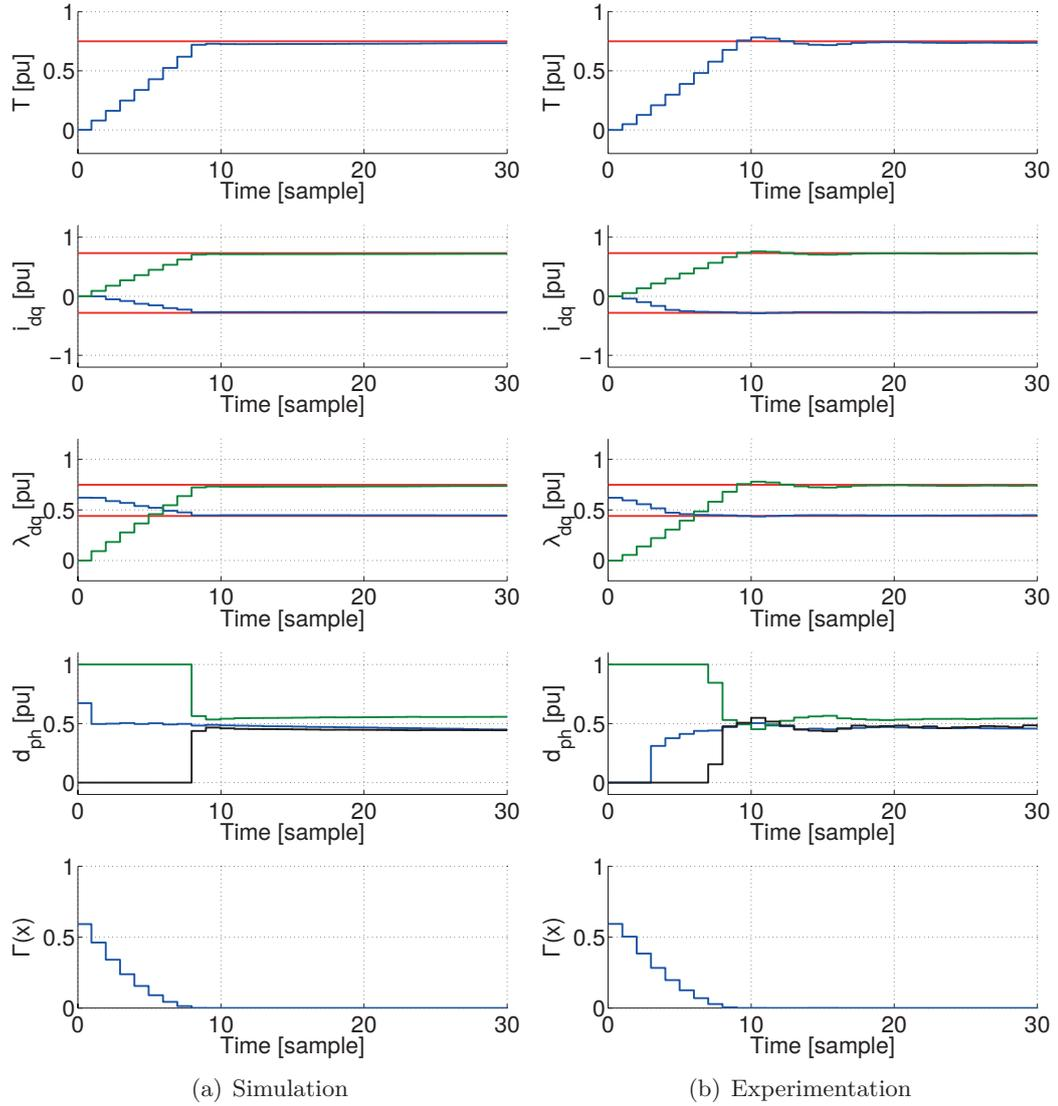 1
0.5
0
T [pu]
0 10 20 30
Time [sample]
1
0.5
0
T [pu]
0 10 20 30
Time [sample]
1
0
−1
i_dq [pu]
0 10 20 30
Time [sample]
1
0
−1
i_dq [pu]
0 10 20 30
Time [sample]
1
0.5
0
λ_dq [pu]
0 10 20 30
Time [sample]
1
0.5
0
λ_dq [pu]
0 10 20 30
Time [sample]
1
0.5
0
d_ph [pu]
0 10 20 30
Time [sample]
1
0.5
0
d_ph [pu]
0 10 20 30
Time [sample]
1
0.5
0
Γ(x)
0 10 20 30
Time [sample]
1
0.5
0
Γ(x)
0 10 20 30
Time [sample]
(a) Simulation
(b) Experimentation